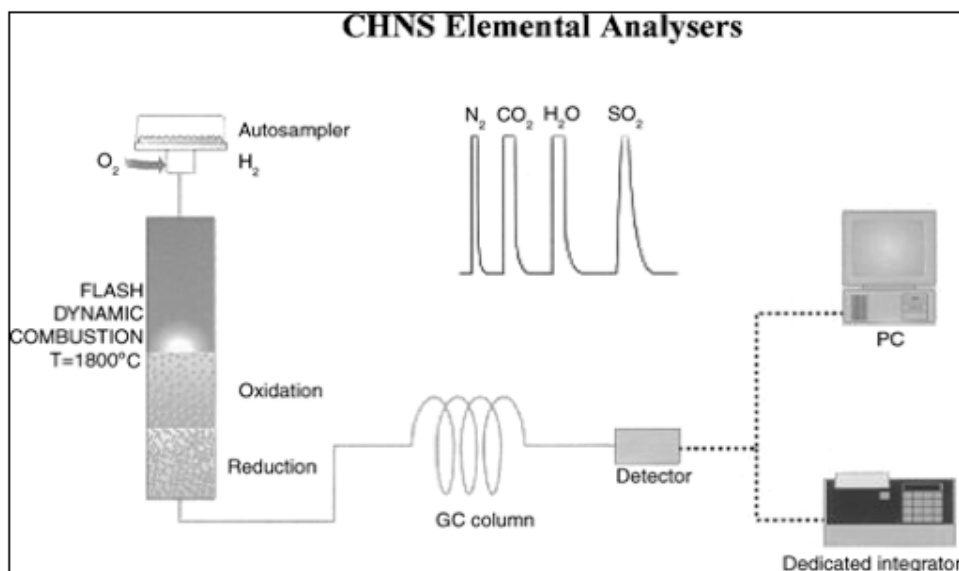 CHNS Elemental Analysers
N₂ CO₂ H₂O SO₂
Autosampler
O₂ H₂
FLASH
DYNAMIC
COMBUSTION
T=1800°C
Oxidation
Reduction
GC column
Detector
PC
Dedicated integrator